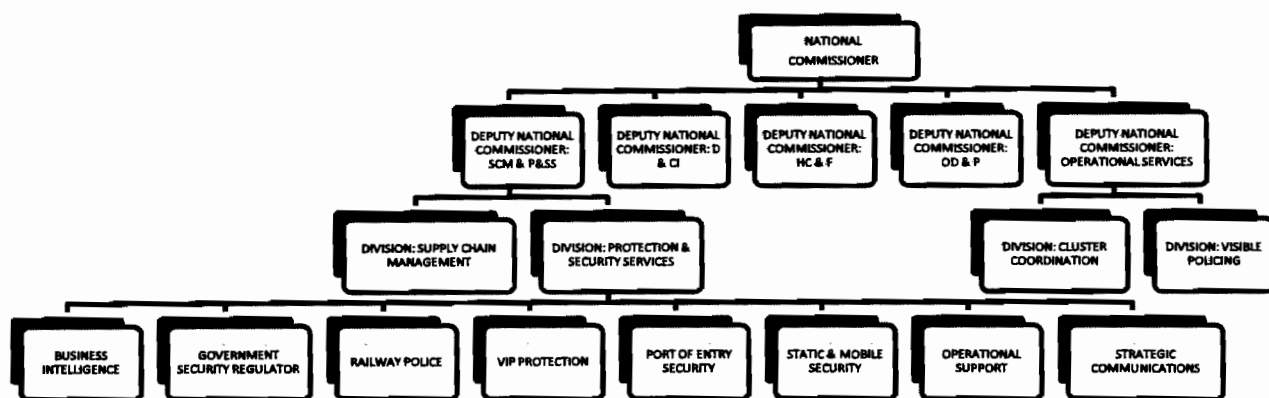 NATIONAL
COMMISSIONER
DEPUTY NATIONAL
COMMISSIONER:
SCM & P&SS
DEPUTY NATIONAL
COMMISSIONER: D
& CI
DEPUTY NATIONAL
COMMISSIONER:
HC & F
DEPUTY NATIONAL
COMMISSIONER:
OD & P
DEPUTY NATIONAL
COMMISSIONER:
OPERATIONAL SERVICES
DIVISION: SUPPLY CHAIN
MANAGEMENT
DIVISION: PROTECTION &
SECURITY SERVICES
DIVISION: CLUSTER
COORDINATION
DIVISION: VISIBLE
POLICING
BUSINESS
INTELLIGENCE
GOVERNMENT
SECURITY REGULATOR
RAILWAY POLICE
VIP PROTECTION
PORT OF ENTRY
SECURITY
STATIC & MOBILE
SECURITY
OPERATIONAL
SUPPORT
STRATEGIC
COMMUNICATIONS